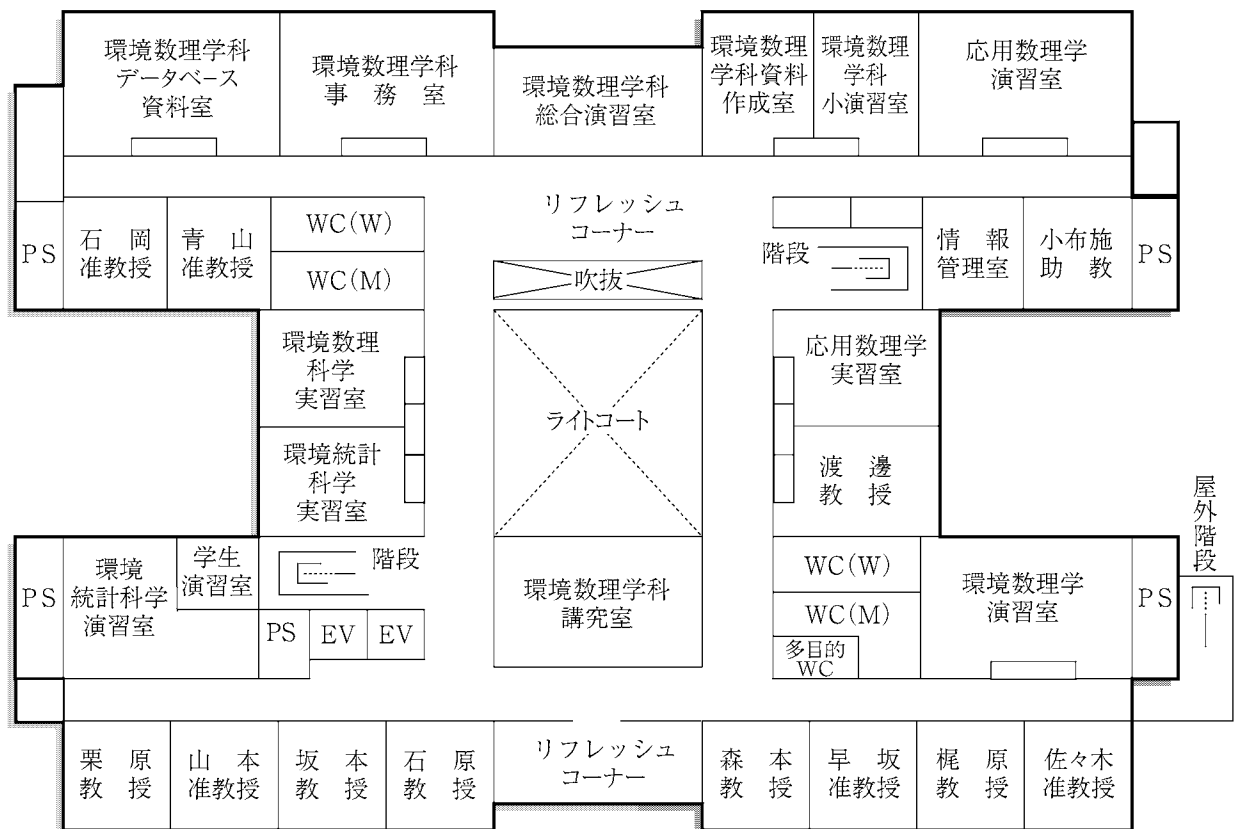 環境数理学科
データベース
資料室
環境数理学科
事務室
環境数理学科
総合演習室
環境数理
学科資料
作成室
環境数理
学科
小演習室
応用数理学
演習室
PS
石岡
准教授
青山
准教授
WC(W)
WC(M)
リフレッシュ
コーナー
吹抜
階段
情報
管理室
小布施
助教
PS
環境数理
科学
実習室
環境統計
科学
実習室
ライトコート
応用数理学
実習室
渡邊
教授
屋外階段
PS
環境
統計科学
演習室
学生
演習室
階段
PS
EV
EV
環境数理学科
講究室
WC(W)
WC(M)
多目的
WC
環境数理学
演習室
PS
栗原
教授
山本
准教授
坂本
教授
石原
教授
リフレッシュ
コーナー
森本
教授
早坂
准教授
梶原
教授
佐々木
准教授